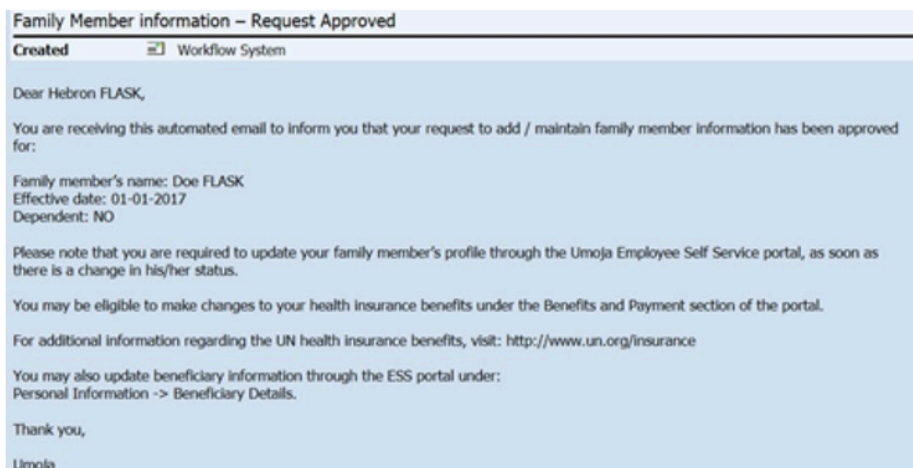 Family Member information – Request Approved
Created Workflow System
Dear Hebron FLASK,
You are receiving this automated email to inform you that your request to add / maintain family member information has been approved
for:
Family member's name: Doe FLASK
Effective date: 01-01-2017
Dependent: NO
Please note that you are required to update your family member's profile through the Umoja Employee Self Service portal, as soon as
there is a change in his/her status.
You may be eligible to make changes to your health insurance benefits under the Benefits and Payment section of the portal.
For additional information regarding the UN health insurance benefits, visit: http://www.un.org/insurance
You may also update beneficiary information through the ESS portal under:
Personal Information -> Beneficiary Details.
Thank you,
Umoja